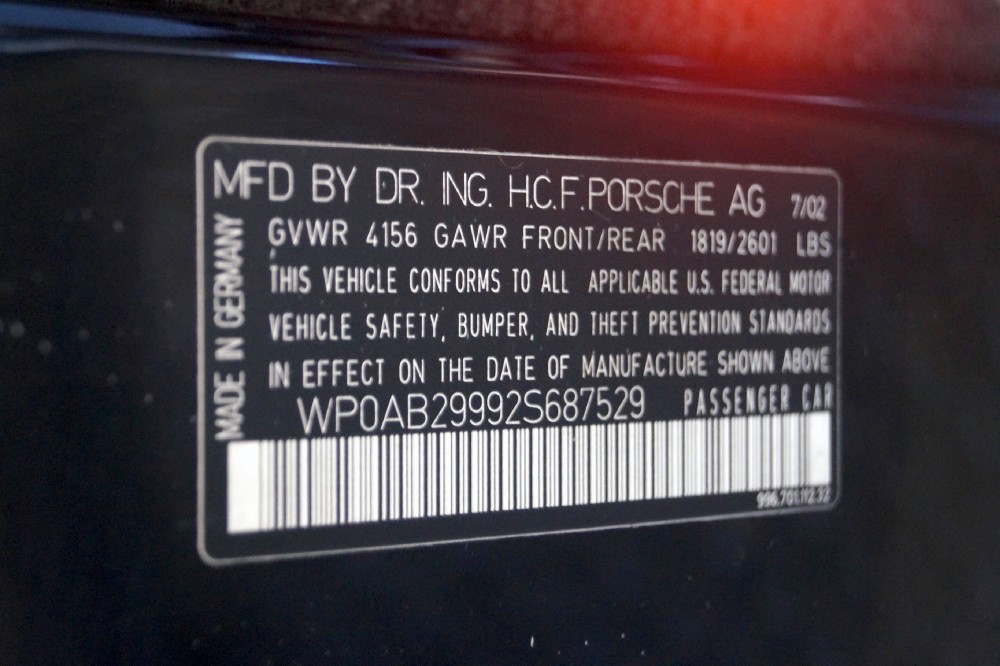 MFD BY DR. ING. H.C.F. PORSCHE AG 7/02
GVWR 4156 GAWR FRONT/REAR 1819/2601 LBS
THIS VEHICLE CONFORMS TO ALL APPLICABLE U.S. FEDERAL MOTOR
VEHICLE SAFETY, BUMPER, AND THEFT PREVENTION STANDARDS
IN EFFECT ON THE DATE OF MANUFACTURE SHOWN ABOVE
WP0AB29992S687529 PASSENGER CAR
996.701.112.32
MADE IN GERMANY